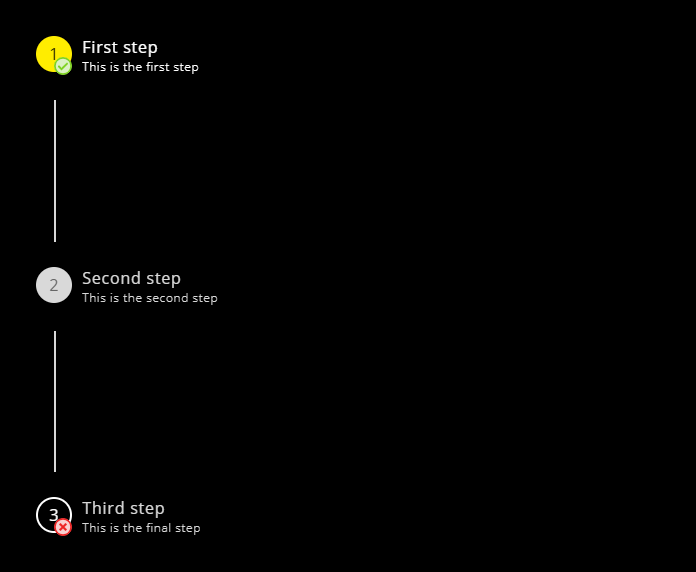 1
First step
This is the first step
2
Second step
This is the second step
3
Third step
This is the final step